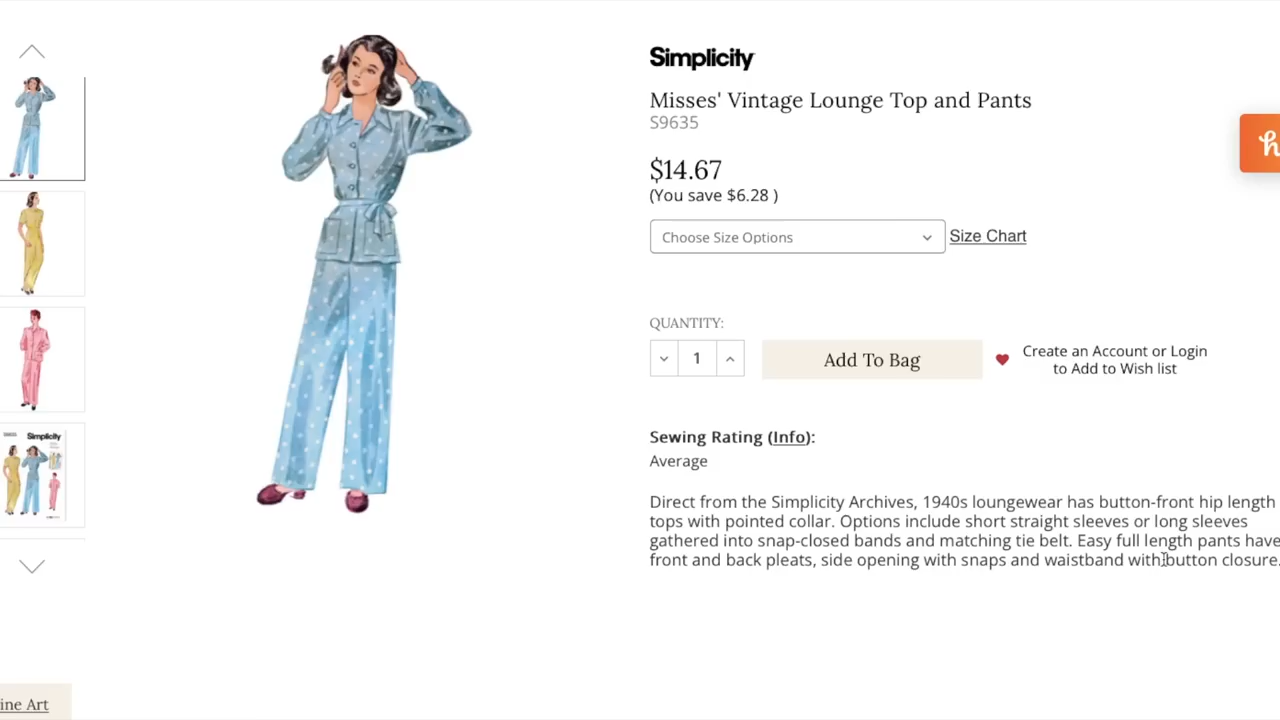 Simplicity
Misses' Vintage Lounge Top and Pants
S9635
$14.67
(You save $6.28 )
Choose Size Options
Size Chart
QUANTITY:
1
Add To Bag
Create an Account or Login
to Add to Wish list
Sewing Rating (Info):
Average
Direct from the Simplicity Archives, 1940s loungewear has button-front hip length
tops with pointed collar. Options include short straight sleeves or long sleeves
gathered into snap-closed bands and matching tie belt. Easy full length pants have
front and back pleats, side opening with snaps and waistband with button closure.
Simplicity
ine Art
h